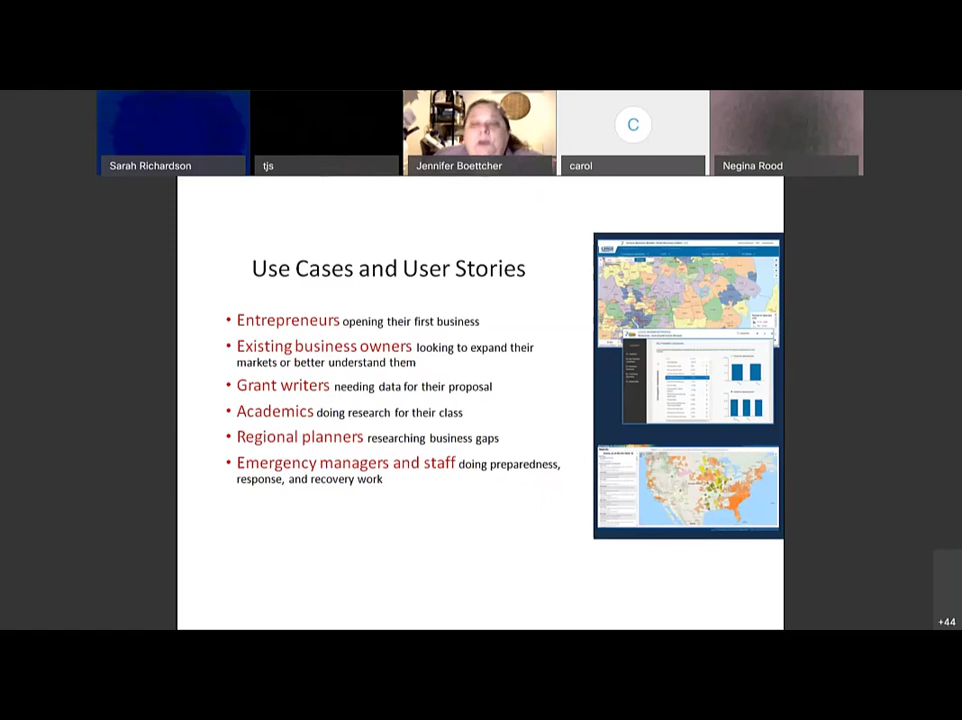 Sarah Richardson
tjs
Jennifer Boettcher
C
carol
Negina Rood
Use Cases and User Stories
• Entrepreneurs opening their first business
• Existing business owners looking to expand their
markets or better understand them
• Grant writers needing data for their proposal
• Academics doing research for their class
• Regional planners researching business gaps
• Emergency managers and staff doing preparedness,
response, and recovery work
+44